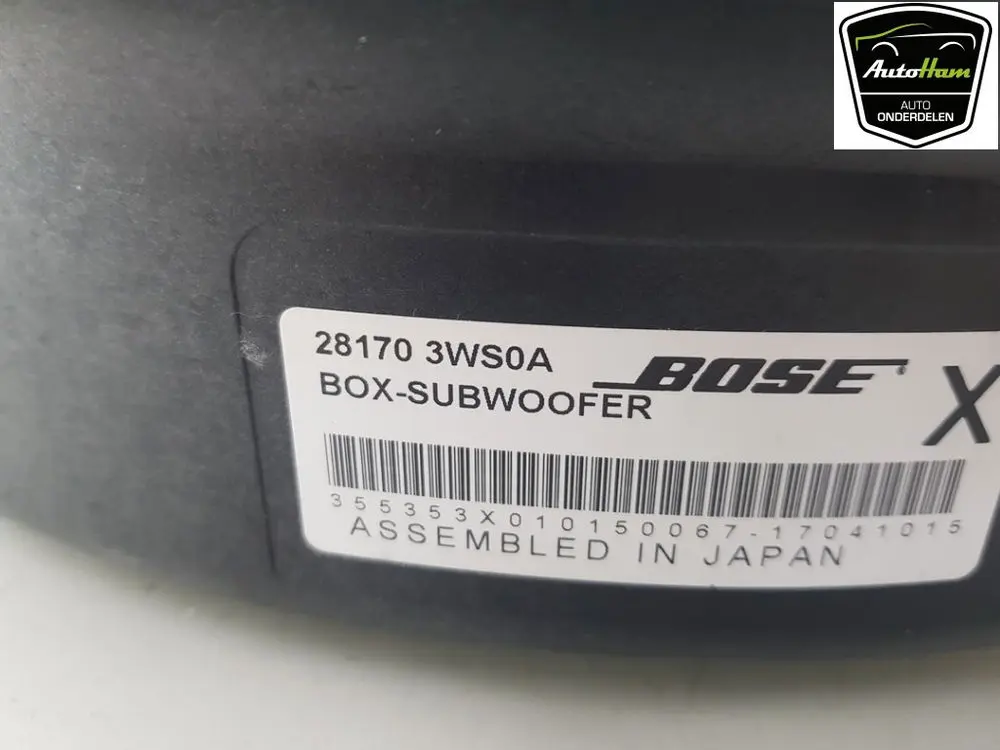 AutoHam
AUTO
ONDERDELEN
28170 3WS0A
BOX-SUBWOOFER
BOSE
X
355353X010150067-17041015
ASSEMBLED IN JAPAN